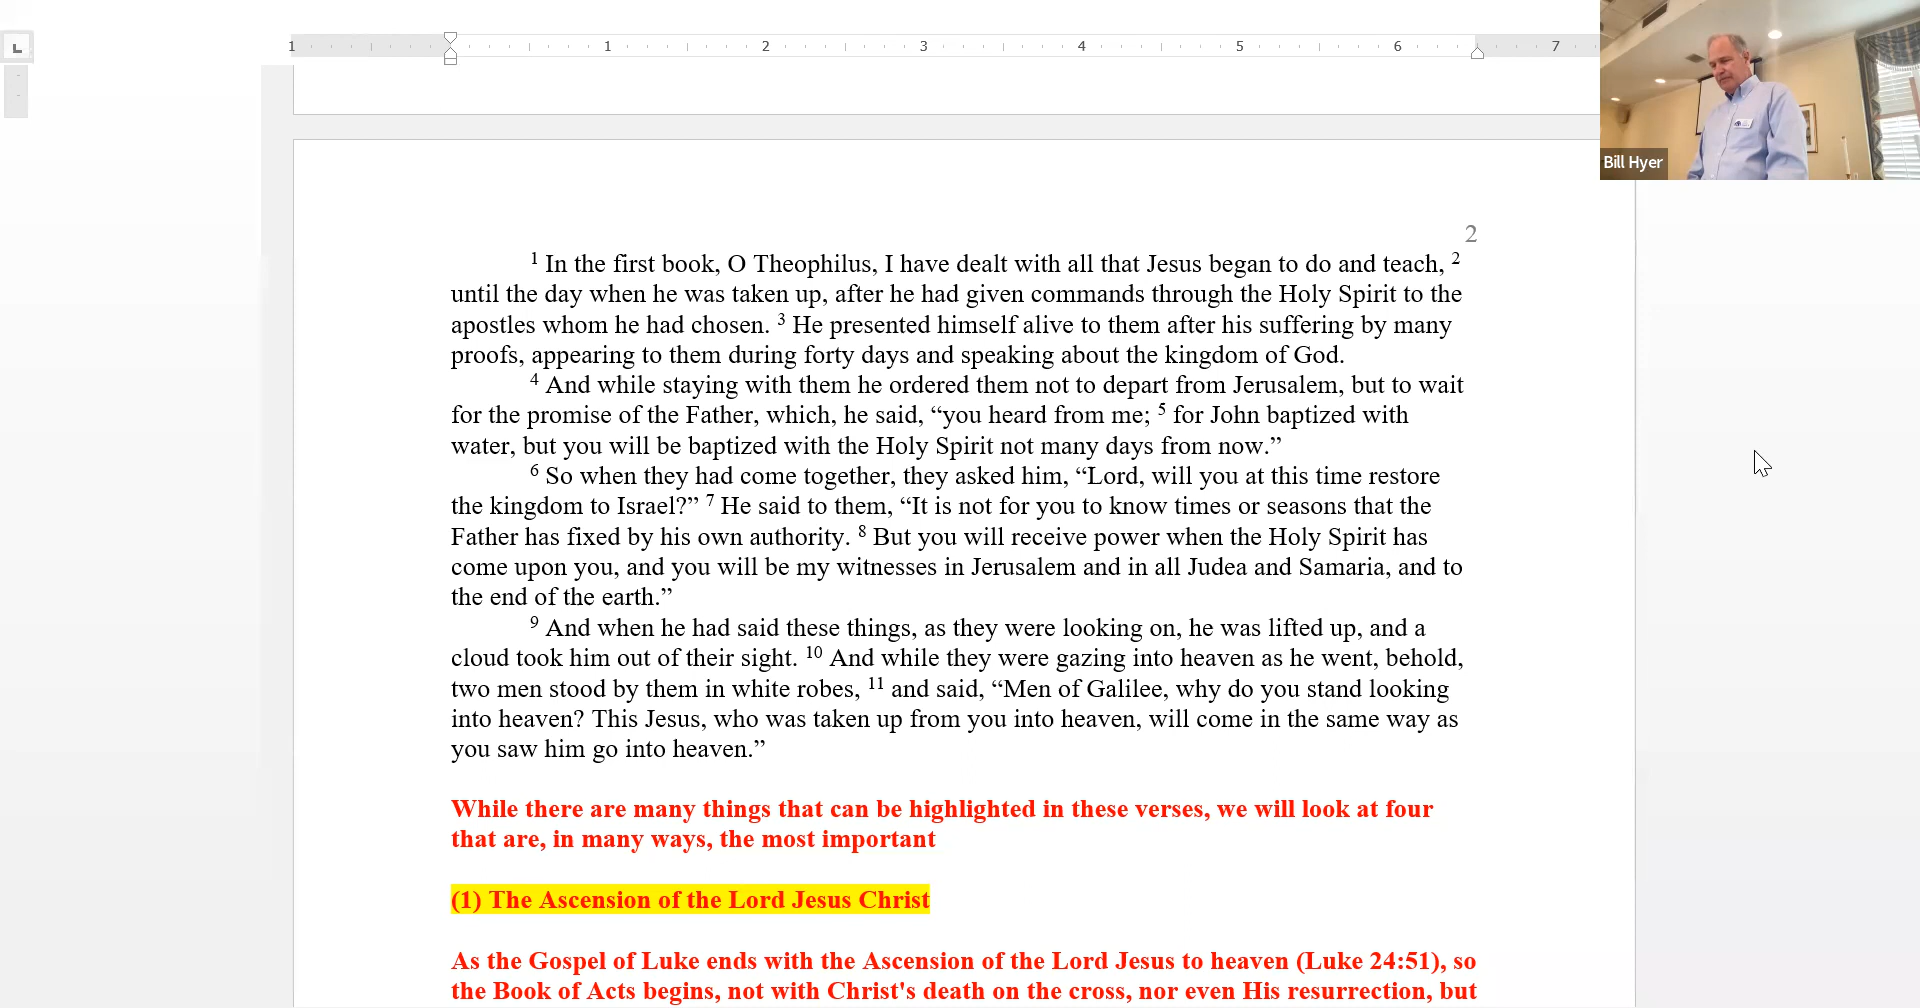 1 1 2 3 4 5 6 7
Bill Hyer
2
1 In the first book, O Theophilus, I have dealt with all that Jesus began to do and teach, 2
until the day when he was taken up, after he had given commands through the Holy Spirit to the
apostles whom he had chosen. 3 He presented himself alive to them after his suffering by many
proofs, appearing to them during forty days and speaking about the kingdom of God.
4 And while staying with them he ordered them not to depart from Jerusalem, but to wait
for the promise of the Father, which, he said, “you heard from me; 5 for John baptized with
water, but you will be baptized with the Holy Spirit not many days from now.”
6 So when they had come together, they asked him, “Lord, will you at this time restore
the kingdom to Israel?” 7 He said to them, “It is not for you to know times or seasons that the
Father has fixed by his own authority. 8 But you will receive power when the Holy Spirit has
come upon you, and you will be my witnesses in Jerusalem and in all Judea and Samaria, and to
the end of the earth.”
9 And when he had said these things, as they were looking on, he was lifted up, and a
cloud took him out of their sight. 10 And while they were gazing into heaven as he went, behold,
two men stood by them in white robes, 11 and said, “Men of Galilee, why do you stand looking
into heaven? This Jesus, who was taken up from you into heaven, will come in the same way as
you saw him go into heaven.”
While there are many things that can be highlighted in these verses, we will look at four
that are, in many ways, the most important
(1) The Ascension of the Lord Jesus Christ
As the Gospel of Luke ends with the Ascension of the Lord Jesus to heaven (Luke 24:51), so
the Book of Acts begins, not with Christ's death on the cross, nor even His resurrection, but